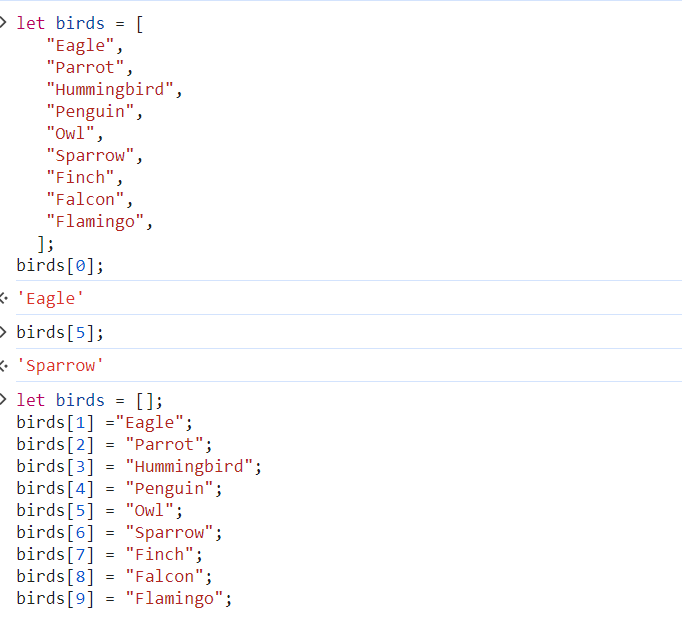 let birds = [
"Eagle",
"Parrot",
"Hummingbird",
"Penguin",
"Owl",
"Sparrow",
"Finch",
"Falcon",
"Flamingo",
];
birds[0];
'Eagle'
birds[5];
'Sparrow'
let birds = [];
birds[1] ="Eagle";
birds[2] = "Parrot";
birds[3] = "Hummingbird";
birds[4] = "Penguin";
birds[5] = "Owl";
birds[6] = "Sparrow";
birds[7] = "Finch";
birds[8] = "Falcon";
birds[9] = "Flamingo";